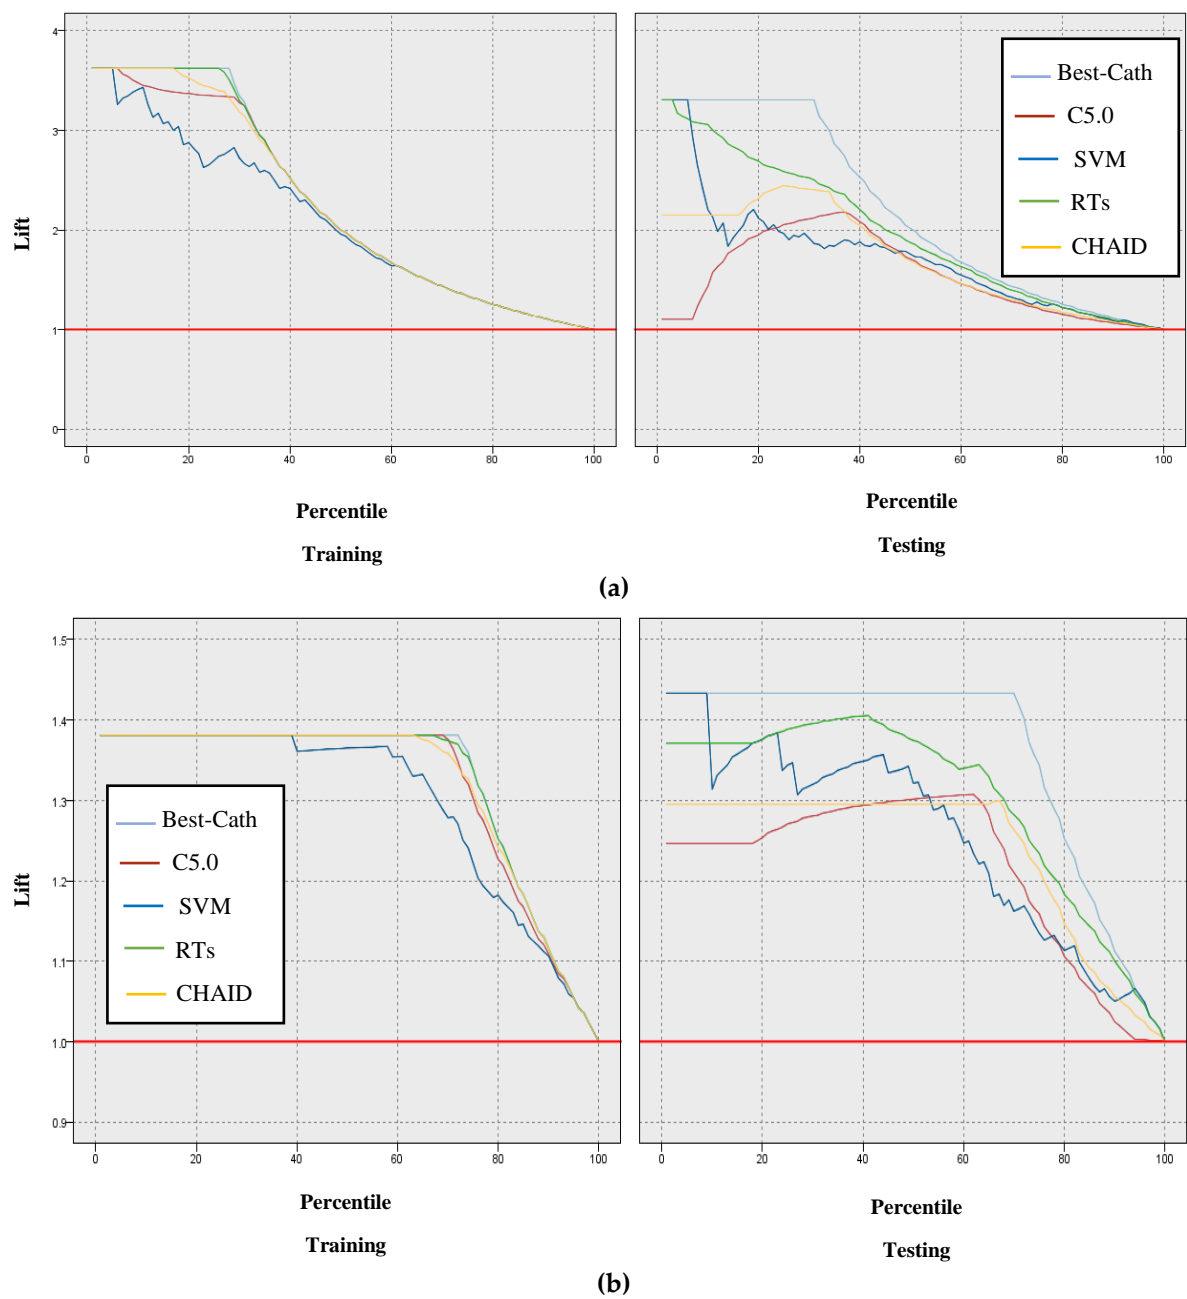 4
3
2
1
0
Lift
0 20 40 60 80 100
Percentile
Training
Best-Cath
C5.0
SVM
RTs
CHAID
0 20 40 60 80 100
Percentile
Testing
(a)
1.5
1.4
1.3
1.2
1.1
1.0
0.9
Lift
Best-Cath
C5.0
SVM
RTs
CHAID
0 20 40 60 80 100
Percentile
Training
0 20 40 60 80 100
Percentile
Testing
(b)